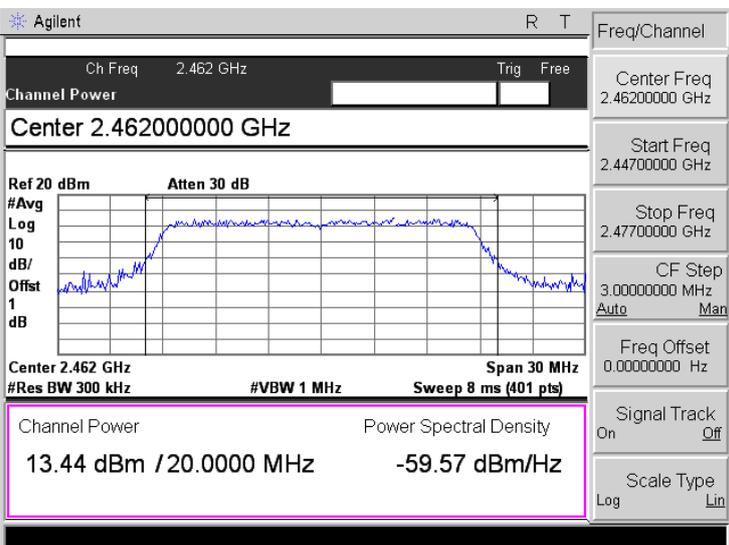 Agilent R T
Ch Freq 2.462 GHz Trig Free
Channel Power
Center 2.462000000 GHz
Ref 20 dBm Atten 30 dB
#Avg
Log
10
dB/
Offst
1
dB
Center 2.462 GHz Span 30 MHz
#Res BW 300 kHz #VBW 1 MHz Sweep 8 ms (401 pts)
Channel Power Power Spectral Density
13.44 dBm / 20.0000 MHz -59.57 dBm/Hz
Freq/Channel
Center Freq
2.46200000 GHz
Start Freq
2.44700000 GHz
Stop Freq
2.47700000 GHz
CF Step
3.00000000 MHz
Auto Man
Freq Offset
0.00000000 Hz
Signal Track
On Off
Scale Type
Log Lin